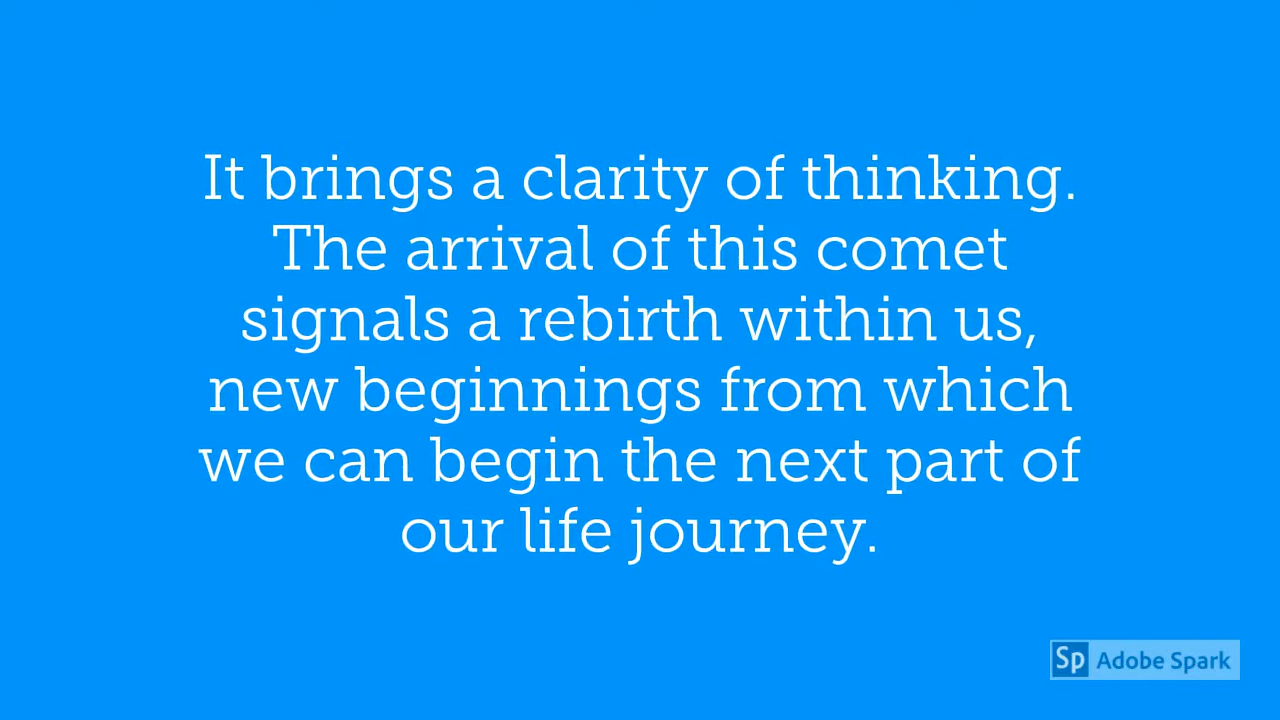 It brings a clarity of thinking.
The arrival of this comet
signals a rebirth within us,
new beginnings from which
we can begin the next part of
our life journey.
Sp Adobe Spark